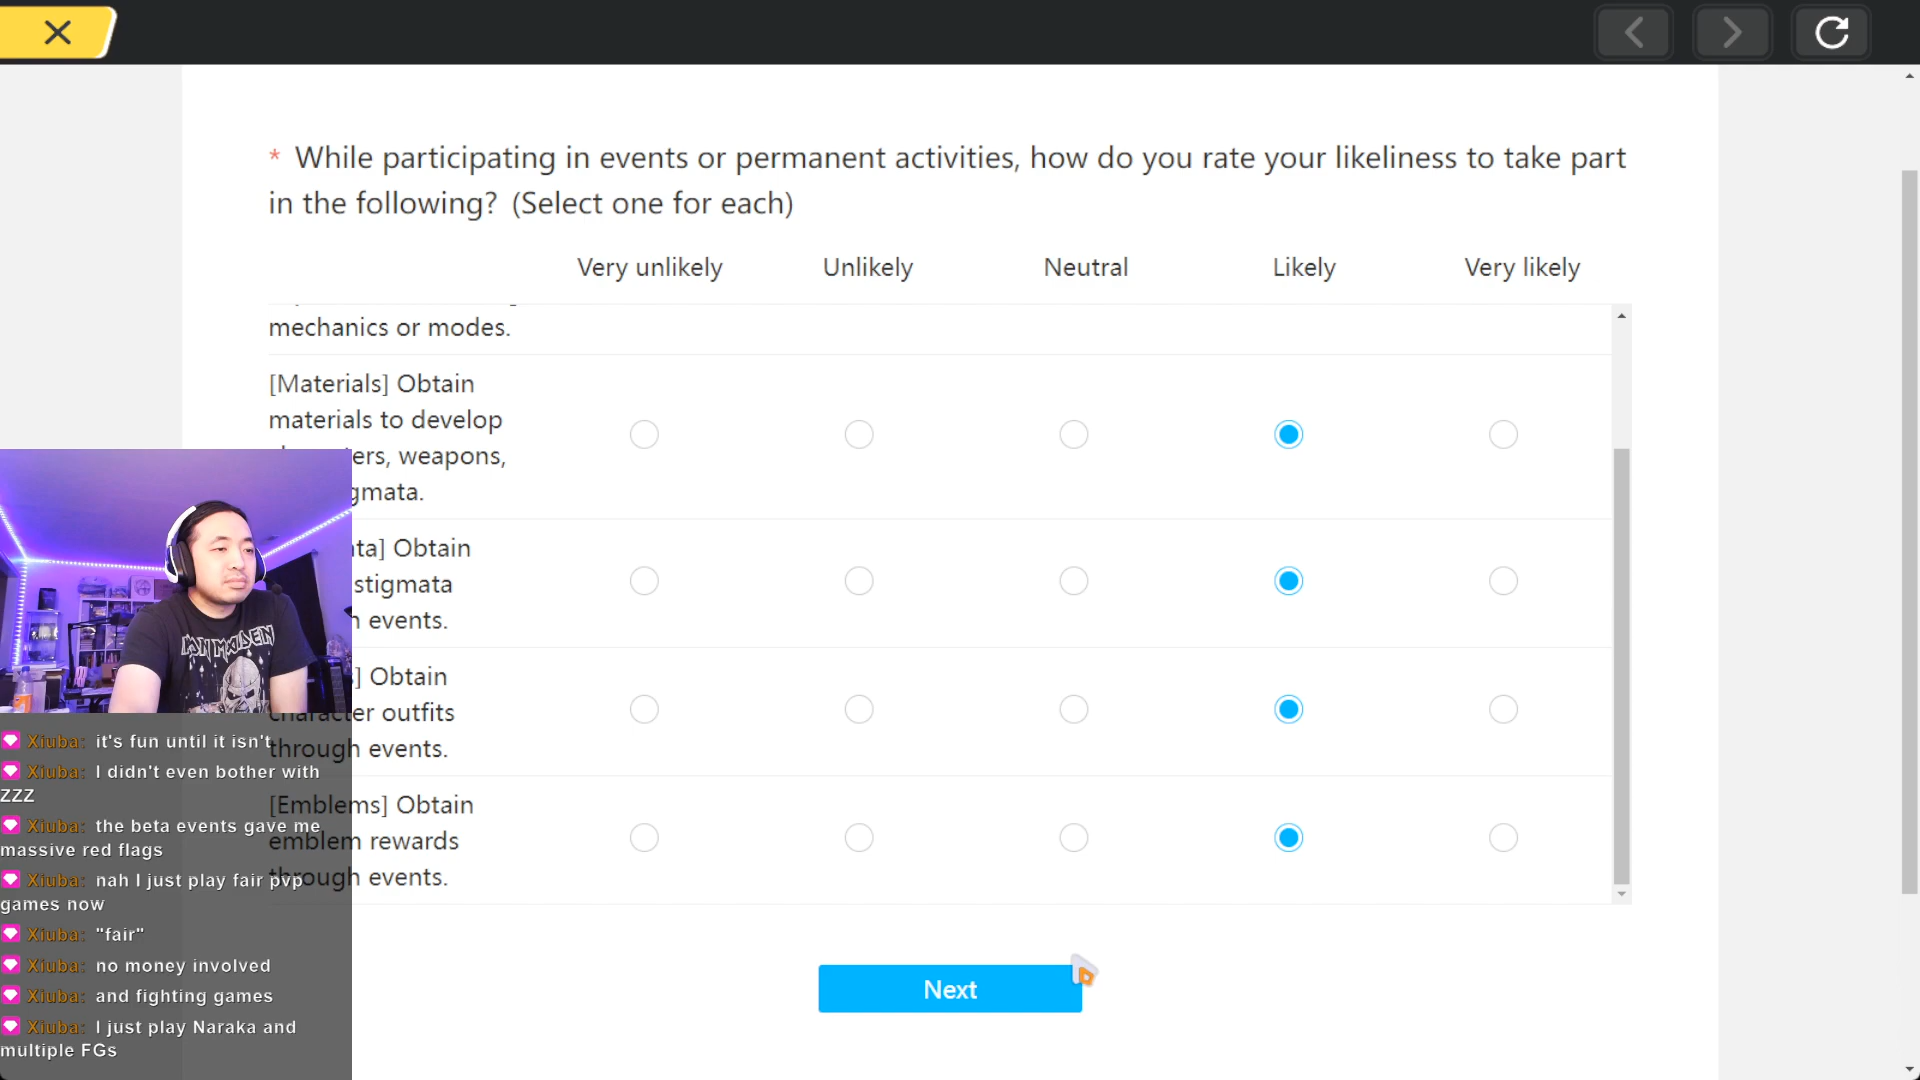 * While participating in events or permanent activities, how do you rate your likeliness to take part
in the following? (Select one for each)
Very unlikely Unlikely Neutral Likely Very likely
mechanics or modes.
[Materials] Obtain
materials to develop
ers, weapons,
gmata.
ta] Obtain
stigmata
events.
] Obtain
character outfits
through events.
[Emblems] Obtain
emblem rewards
through events.
Next
IRON MAIDEN
Xiuba: it's fun until it isn't
Xiuba: I didn't even bother with
ZZZ
Xiuba: the beta events gave me
massive red flags
Xiuba: nah I just play fair pvp
games now
Xiuba: "fair"
Xiuba: no money involved
Xiuba: and fighting games
Xiuba: I just play Naraka and
multiple FGs